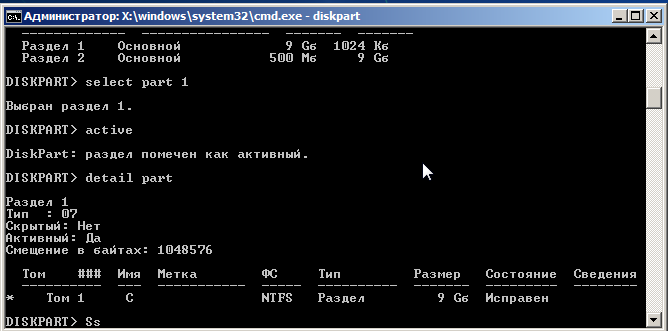 Администратор: X:\windows\system32\cmd.exe - diskpart
------------- ---------------- ------- -------
Раздел 1 Основной 9 Gб 1024 Kб
Раздел 2 Основной 500 Mб 9 Gб
DISKPART> select part 1
Выбран раздел 1.
DISKPART> active
DiskPart: раздел помечен как активный.
DISKPART> detail part
Раздел 1
Тип : 07
Скрытый: Нет
Активный: Да
Смещение в байтах: 1048576
Том ### Имя Метка ФС Тип Размер Состояние Сведения
---------- --- ----------- ----- ---------- ------- --------- --------
* Том 1 C NTFS Раздел 9 Gб Исправен
DISKPART> Ss